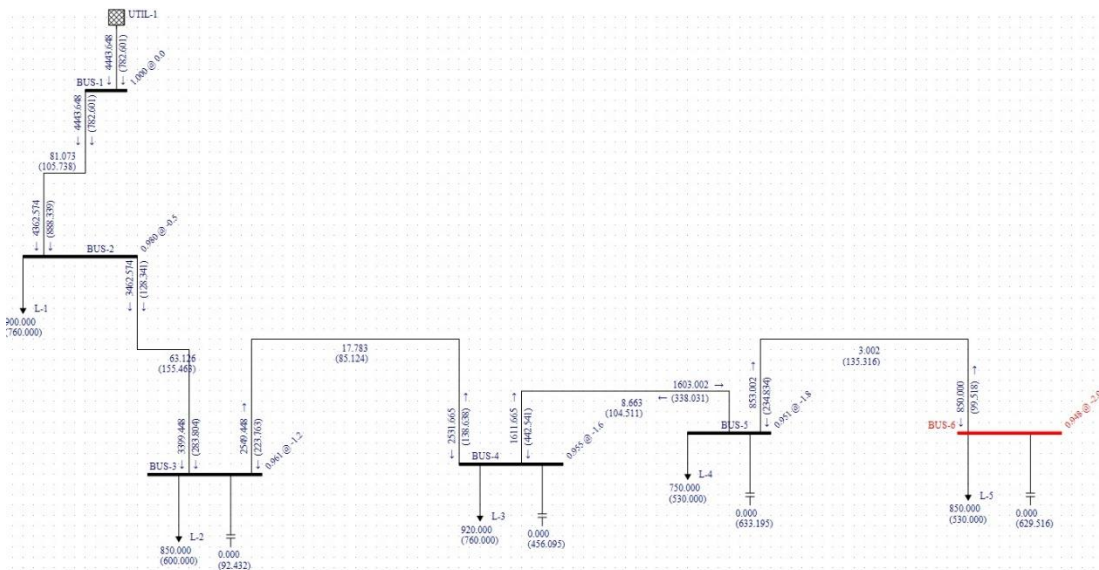 UTIL-1
4443.648
(782.601)
BUS-1
1.000 @ 0.0
4443.648
(782.601)
81.073
(105.738)
4362.574
(888.339)
BUS-2
0.980 @ -0.5
L-1
900.000
(760.000)
3462.574
(128.341)
63.126
(155.463)
3399.448
(283.804)
2549.448
(223.763)
BUS-3
0.961 @ -1.2
L-2
850.000
(600.000)
0.000
(92.432)
17.783
(85.124)
2531.665
(138.638)
1611.665
(442.541)
BUS-4
0.955 @ -1.6
L-3
920.000
(760.000)
0.000
(456.095)
1603.002 →
← (338.031)
8.663
(104.511)
853.002
(234.834)
BUS-5
0.951 @ -1.8
L-4
750.000
(530.000)
0.000
(633.195)
3.002
(135.316)
850.000
(99.518)
BUS-6
L-5
850.000
(530.000)
0.000
(629.516)